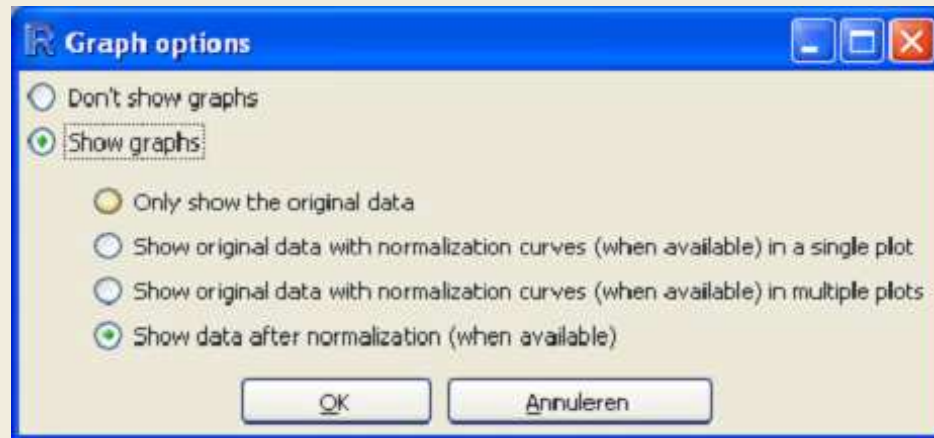 Graph options
Don't show graphs
Show graphs
Only show the original data
Show original data with normalization curves (when available) in a single plot
Show original data with normalization curves (when available) in multiple plots
Show data after normalization (when available)
OK
Annuleren